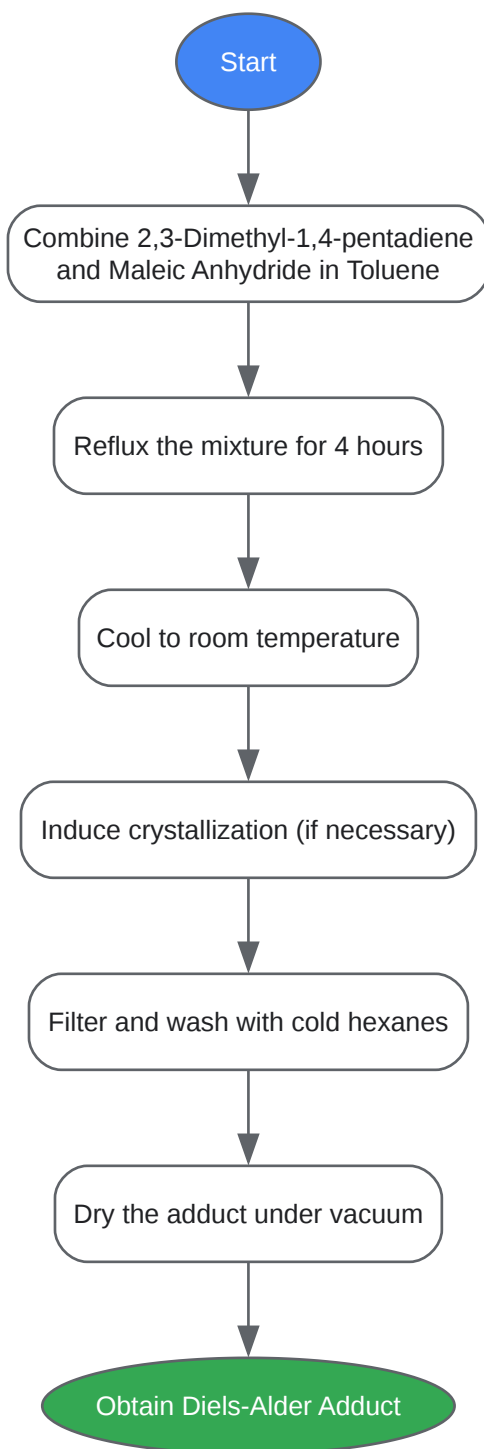 Start
Combine 2,3-Dimethyl-1,4-pentadiene
and Maleic Anhydride in Toluene
Reflux the mixture for 4 hours
Cool to room temperature
Induce crystallization (if necessary)
Filter and wash with cold hexanes
Dry the adduct under vacuum
Obtain Diels-Alder Adduct